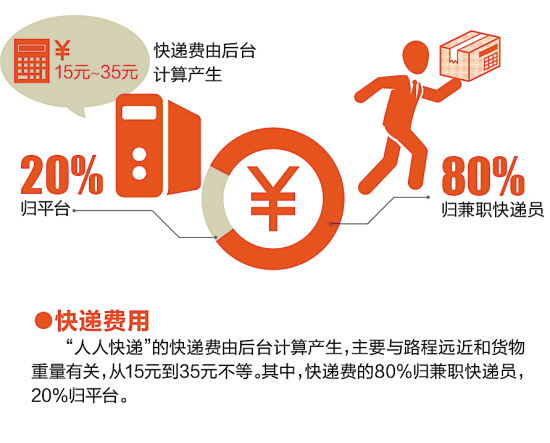 ¥
15元~35元
快递费由后台
计算产生
20%
归平台
¥
80%
归兼职快递员
●快递费用
“人人快递”的快递费由后台计算产生，主要与路程远近和货物
重量有关，从15元到35元不等。其中，快递费的80%归兼职快递员，
20%归平台。